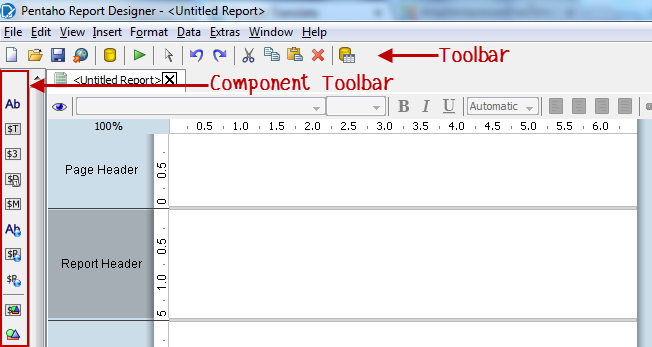 Pentaho Report Designer - <Untitled Report>
File Edit View Insert Format Data Extras Window Help
Toolbar
<Untitled Report>
Component Toolbar
Ab
$T
$3
$M
Ab
$P
$P
B I U Automatic
100%
0.5 1.0 1.5 2.0 2.5 3.0 3.5 4.0 4.5 5.0 5.5 6.0
Page Header
0 0.5
Report Header
0.5 1.0 5